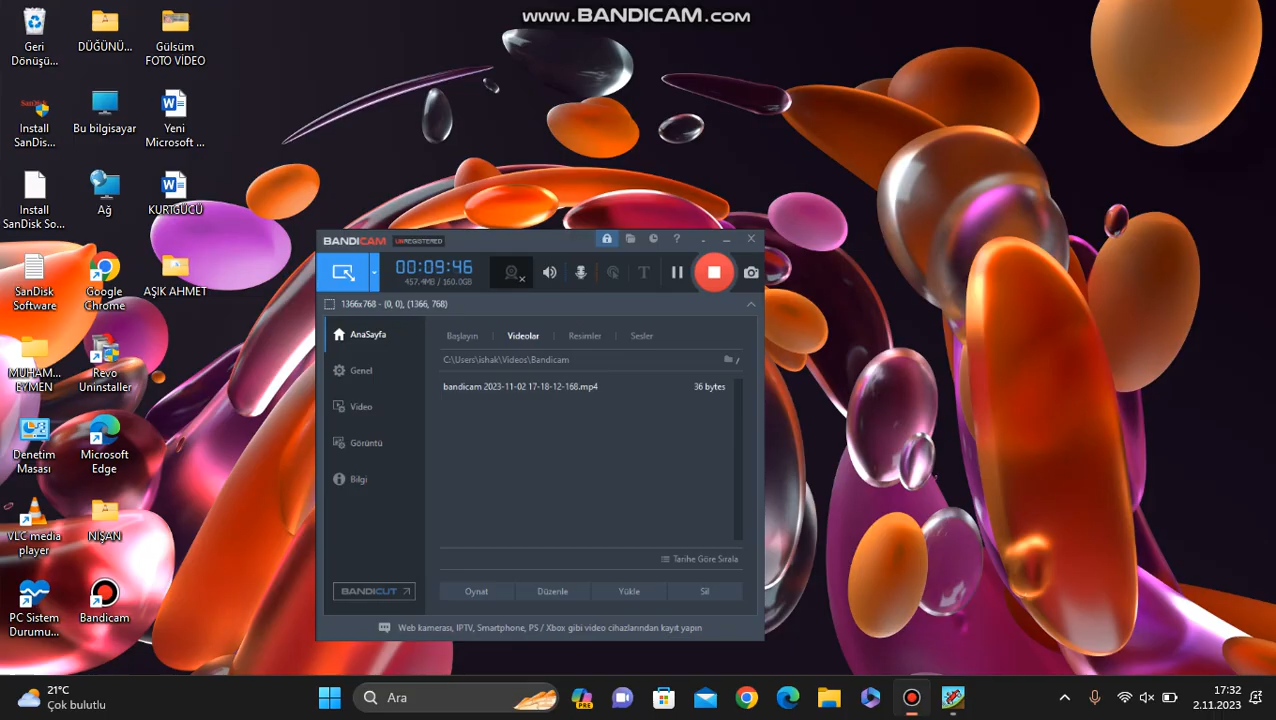 www.BANDICAM.com
Geri
Dönüşü...
DÜĞÜNÜ...
Gülsüm
FOTO VİDEO
SanDisk
Install
SanDis...
Bu bilgisayar
Yeni
Microsoft ...
Install
SanDisk So...
Ağ
KURTGÜCÜ
SanDisk
Software
Google
Chrome
AŞIK AHMET
MUHAM...
EYMEN
Revo
Uninstaller
Denetim
Masası
Microsoft
Edge
VLC media
player
NİŞAN
PC Sistem
Durumu...
Bandicam
BANDICAM UNREGISTERED
00:09:46
457.4MB / 160.0GB
1366x768 - (0, 0), (1366, 768)
AnaSayfa
Genel
Video
Görüntü
Bilgi
BANDICUT
Başlayın
Videolar
Resimler
Sesler
C:\Users\ishak\Videos\Bandicam
bandicam 2023-11-02 17-18-12-168.mp4 36 bytes
Tarihe Göre Sırala
Oynat
Düzenle
Yükle
Sil
Web kamerası, IPTV, Smartphone, PS / Xbox gibi video cihazlarından kayıt yapın
21°C
Çok bulutlu
Ara
PRE
17:32
2.11.2023